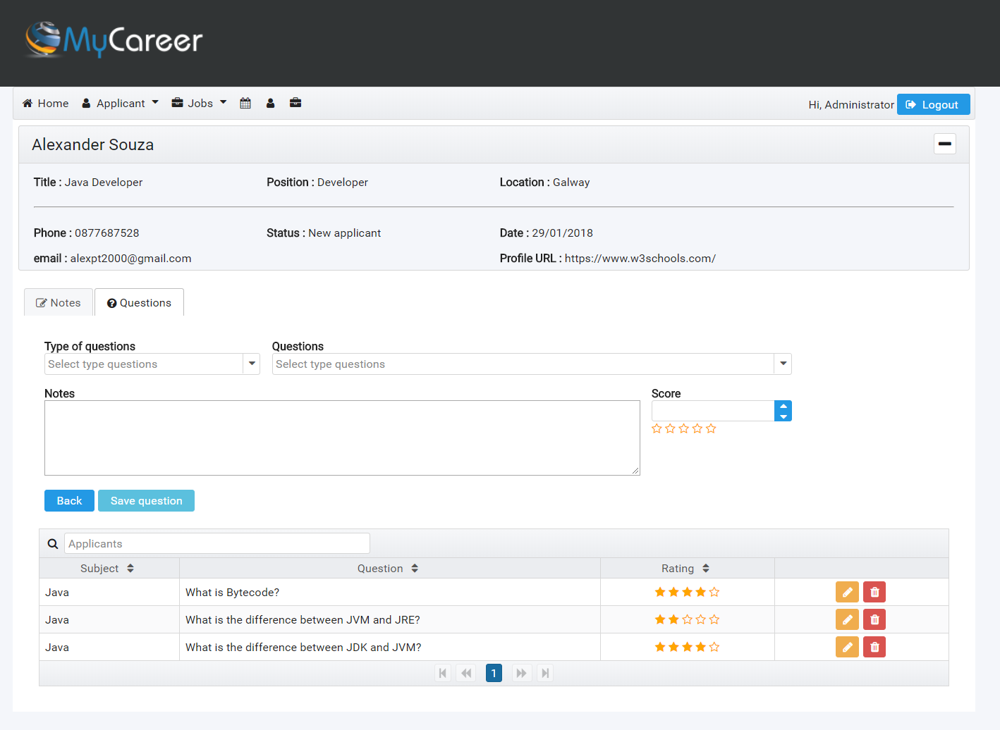 MyCareer
Home Applicant Jobs Hi, Administrator Logout
Alexander Souza
Title : Java Developer Position : Developer Location : Galway
Phone : 0877687528 Status : New applicant Date : 29/01/2018
email : alexpt2000@gmail.com Profile URL : https://www.w3schools.com/
Notes Questions
Type of questions Questions
Select type questions Select type questions
Notes Score
Back Save question
Applicants
Subject Question Rating
Java What is Bytecode?
Java What is the difference between JVM and JRE?
Java What is the difference between JDK and JVM?
1